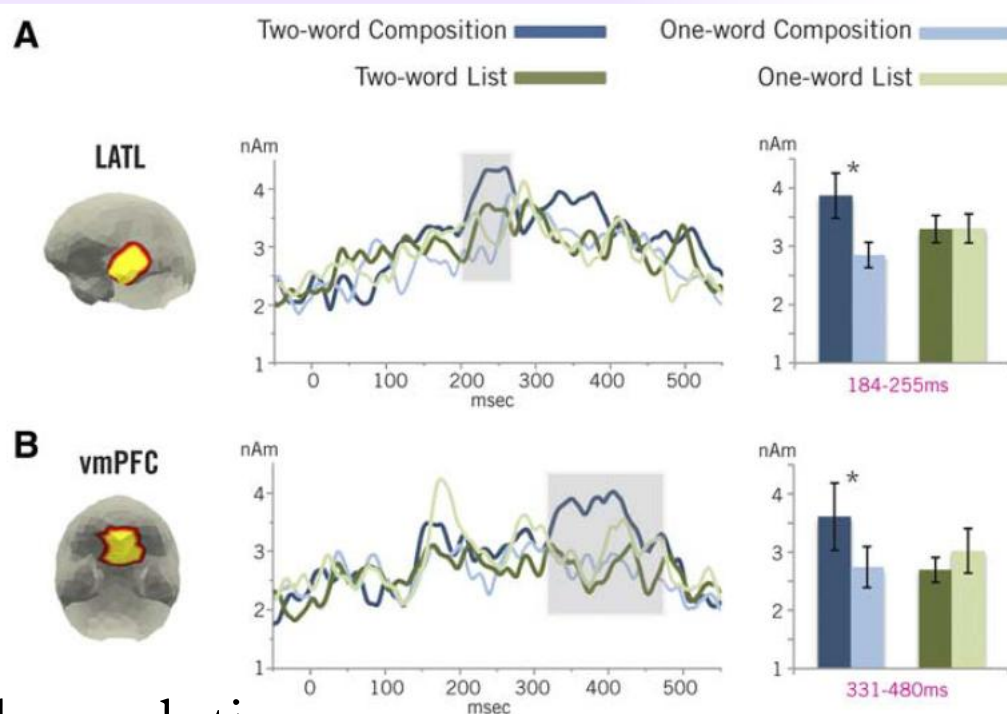 A
Two-word Composition
One-word Composition
Two-word List
One-word List
LATL
nAm
4
3
2
1
0 100 200 300 400 500
msec
nAm
*
4
3
2
1
184-255ms
B
vmPFC
nAm
4
3
2
1
0 100 200 300 400 500
msec
nAm
*
4
3
2
1
331-480ms